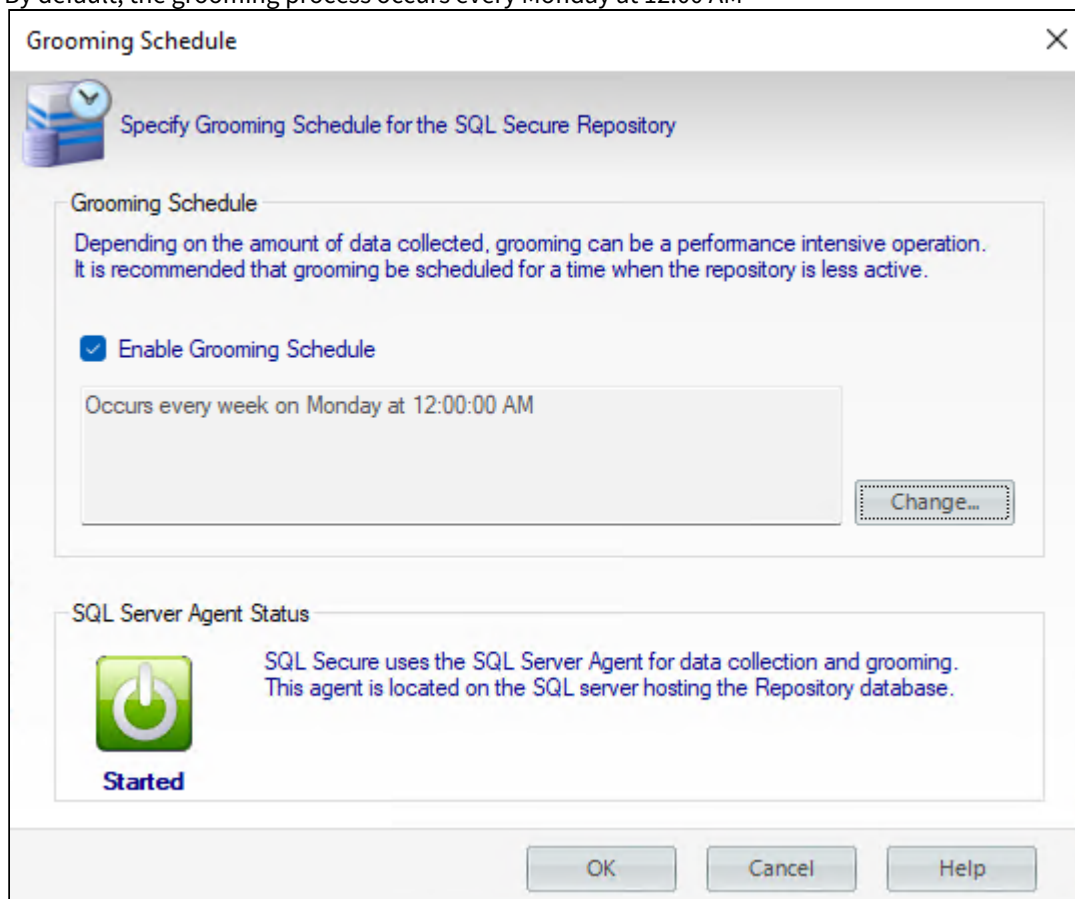 By default, the grooming process occurs every Monday at 12:00 AM
Grooming Schedule
Specify Grooming Schedule for the SQL Secure Repository
Grooming Schedule
Depending on the amount of data collected, grooming can be a performance intensive operation.
It is recommended that grooming be scheduled for a time when the repository is less active.
Enable Grooming Schedule
Occurs every week on Monday at 12:00:00 AM
Change...
SQL Server Agent Status
SQL Secure uses the SQL Server Agent for data collection and grooming.
This agent is located on the SQL server hosting the Repository database.
Started
OK
Cancel
Help